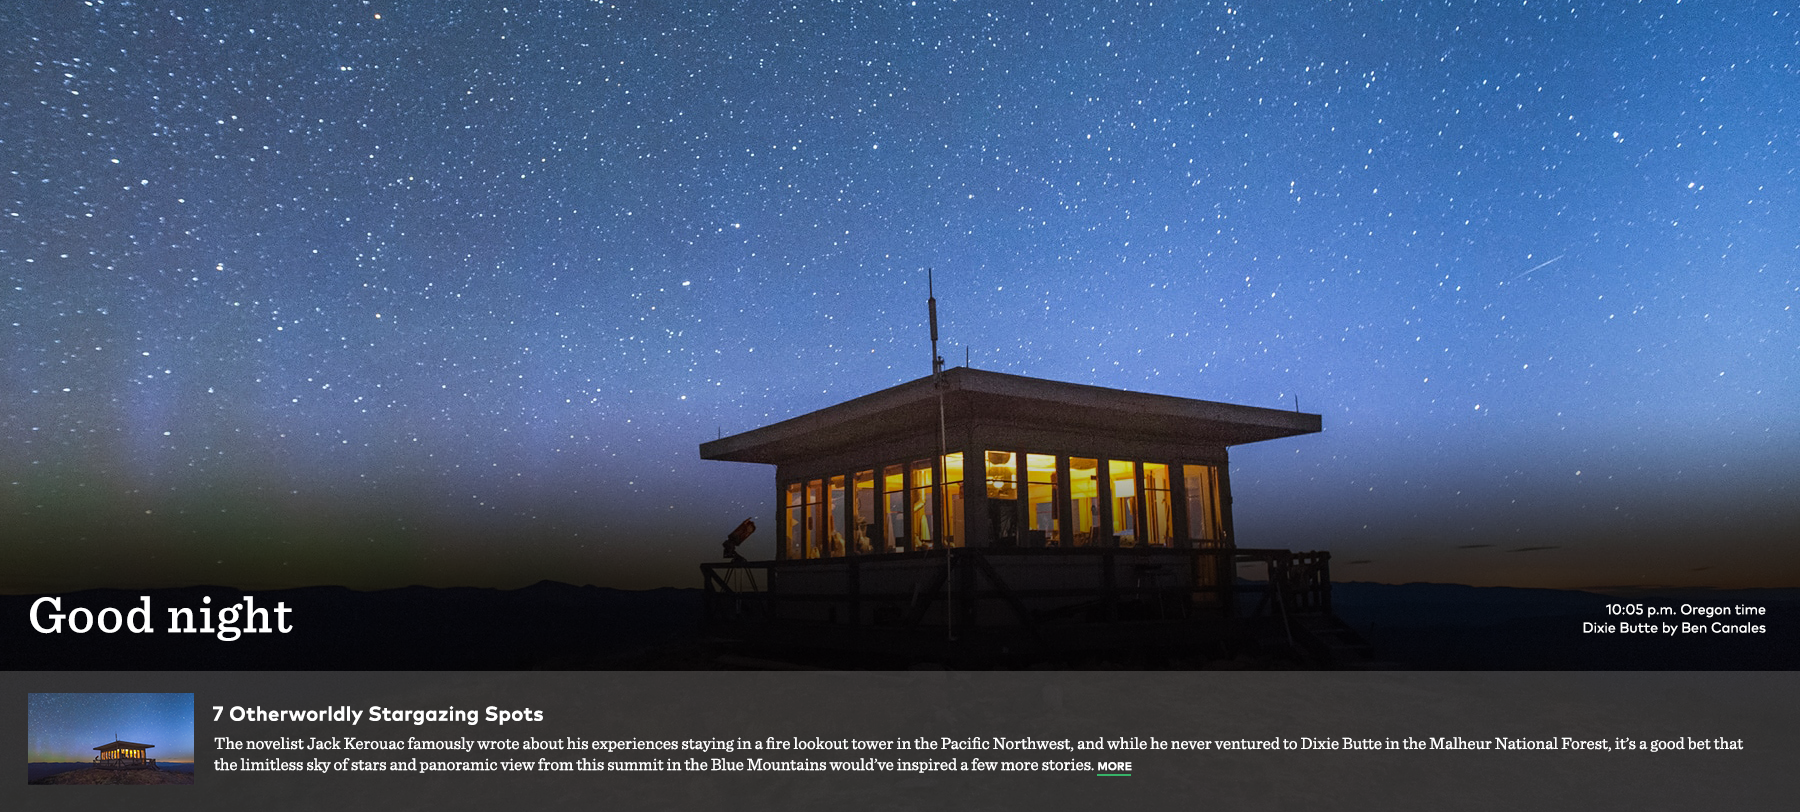 Good night
10:05 p.m. Oregon time
Dixie Butte by Ben Canales
7 Otherworldly Stargazing Spots
The novelist Jack Kerouac famously wrote about his experiences staying in a fire lookout tower in the Pacific Northwest, and while he never ventured to Dixie Butte in the Malheur National Forest, it's a good bet that
the limitless sky of stars and panoramic view from this summit in the Blue Mountains would've inspired a few more stories. MORE